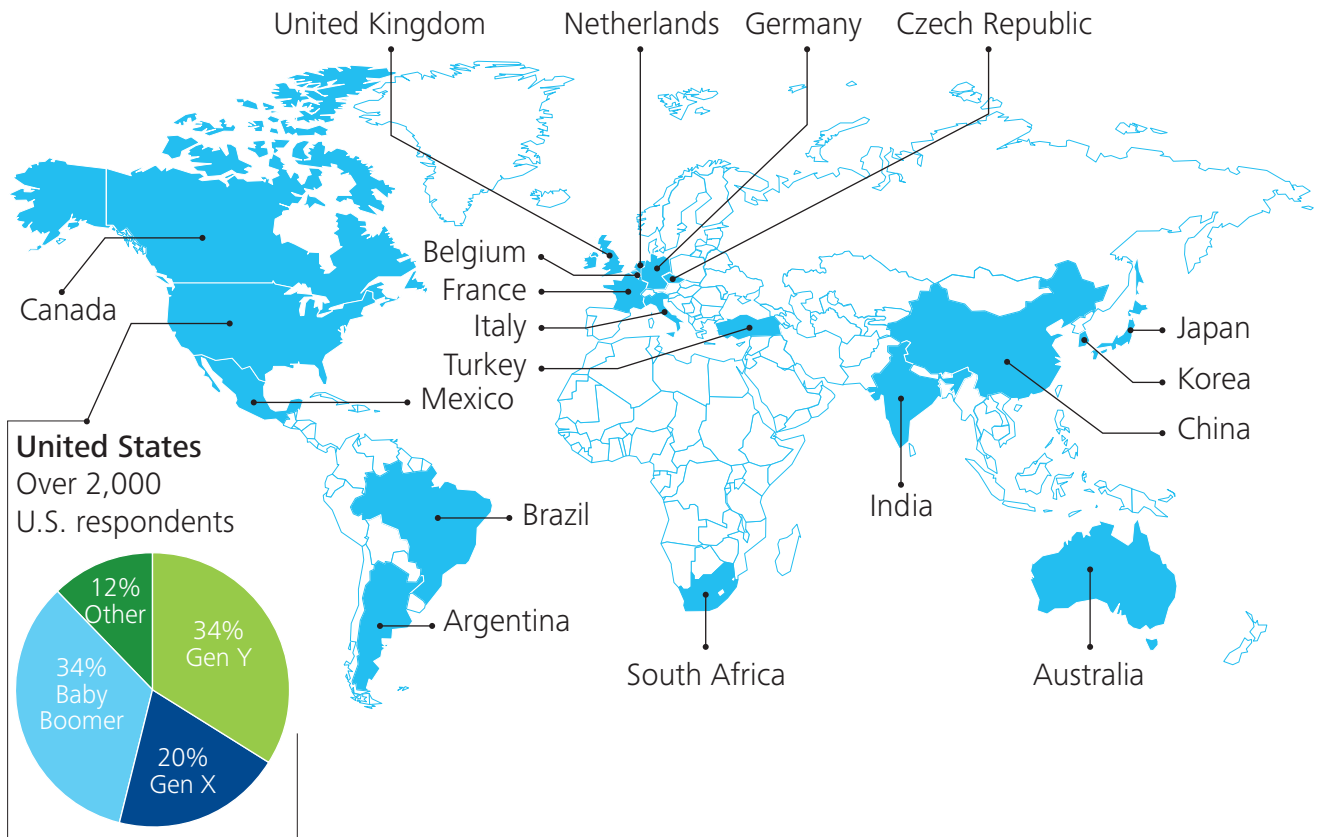 United Kingdom
Netherlands
Germany
Czech Republic
Belgium
France
Italy
Turkey
Mexico
Canada
Japan
Korea
China
India
Brazil
Argentina
South Africa
Australia
United States
Over 2,000
U.S. respondents
12%
Other
34%
Gen Y
34%
Baby
Boomer
20%
Gen X